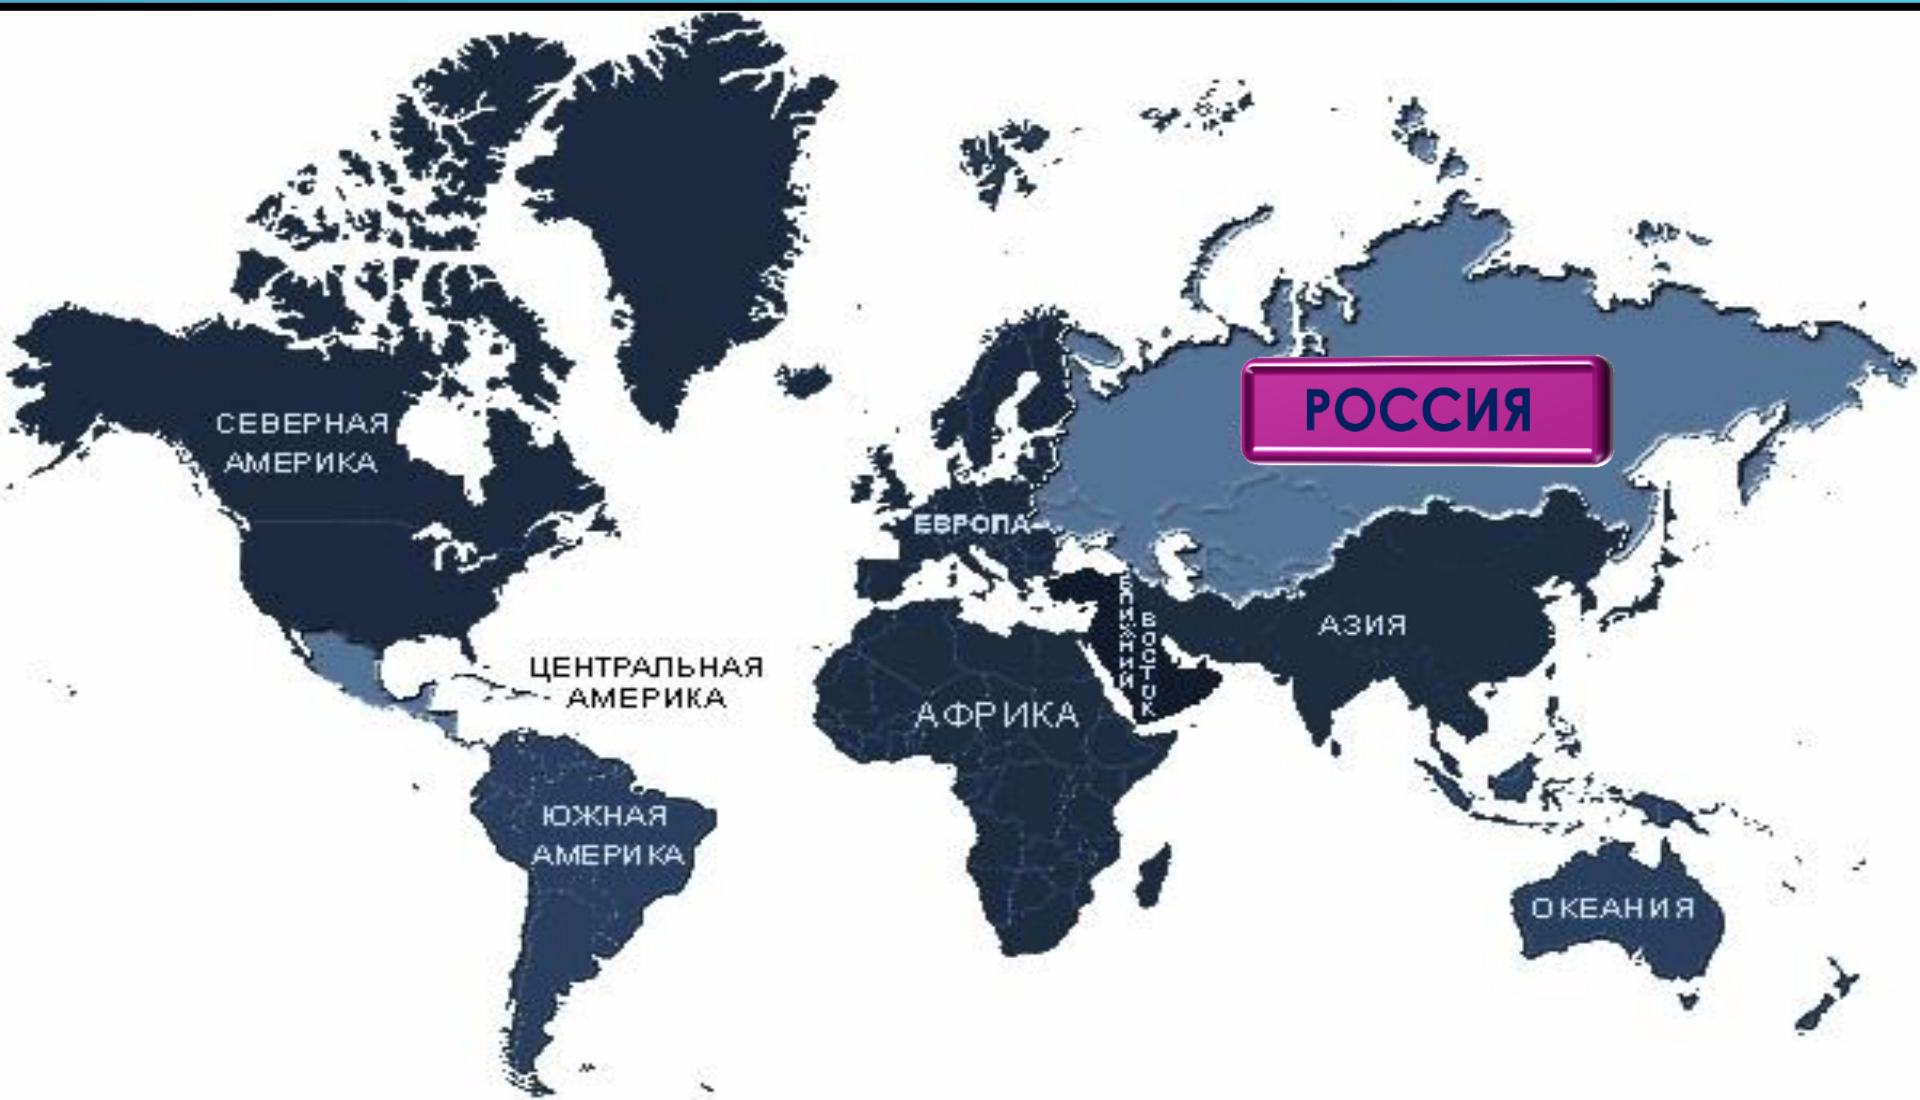 РОССИЯ
СЕВЕРНАЯ
АМЕРИКА
ЕВРОПА
БЛИЖНИЙ
ВОСТОК
АЗИЯ
ЦЕНТРАЛЬНАЯ
АМЕРИКА
АФРИКА
ЮЖНАЯ
АМЕРИКА
ОКЕАНИЯ